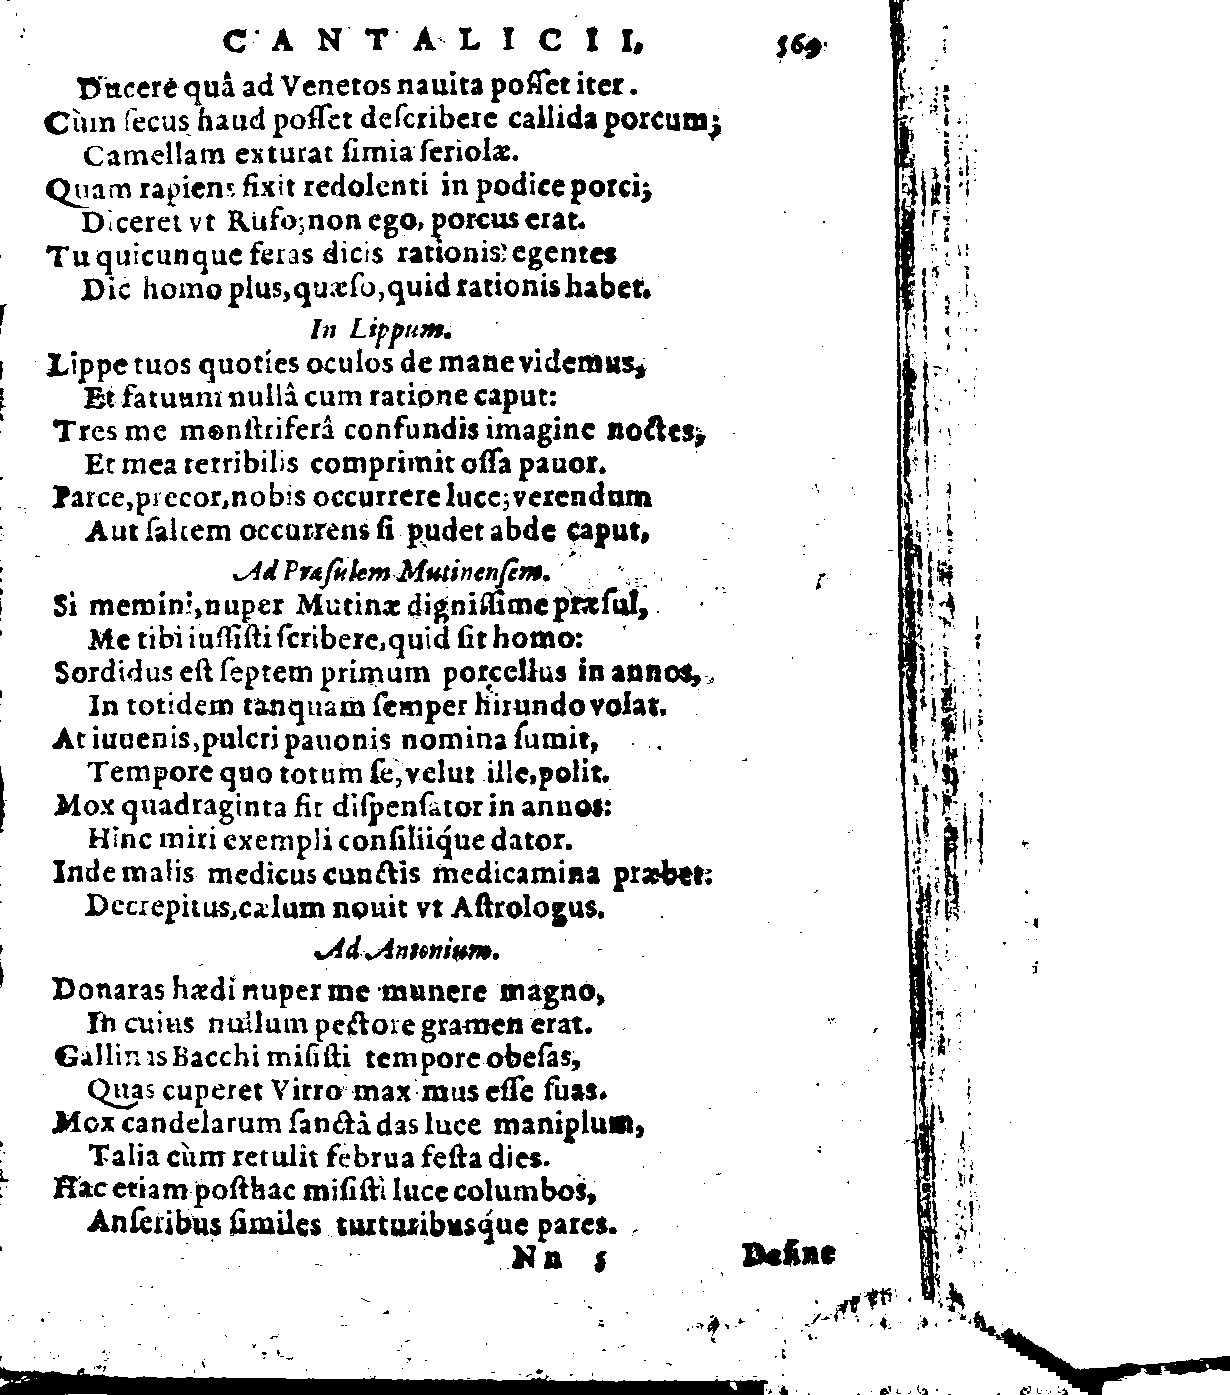 CANTALICII, 569
Ducere quâ ad Venetos nauita poſſet iter.
Cùm ſecus haud poſſet deſcribere callida porcum;
Camellam exturat ſimia ſeriolæ.
Quam rapiens fixit redolenti in podice porci;
Diceret vt Rufo; non ego, porcus erat.
Tu quicunque feras dicis rationis egentes
Dic homo plus, quæſo, quid rationis habet.
In Lippum.
Lippe tuos quoties oculos de mane videmus,
Et fatuum nullâ cum ratione caput:
Tres me monſtriferâ confundis imagine noctes;
Et mea terribilis comprimit oſſa pauor.
Parce, precor, nobis occurrere luce; verendum
Aut ſaltem occurrens ſi pudet abde caput,
Ad Præſulem Mutinenſem.
Si memini, nuper Mutinæ digniſſime præſul,
Me tibi iuſſiſti ſcribere, quid ſit homo:
Sordidus eſt ſeptem primum porcellus in annos,
In totidem tanquam ſemper hirundo volat.
At iuuenis, pulcri pauonis nomina ſumit,
Tempore quo totum ſe, velut ille, polit.
Mox quadraginta fit diſpenſator in annos:
Hinc miri exempli conſiliiq́ue dator.
Inde malis medicus cunctis medicamina præbet:
Decrepitus, cælum nouit vt Aſtrologus.
Ad Antonium.
Donaras hædi nuper me munere magno,
In cuius nullum pectore gramen erat.
Gallinas Bacchi miſiſti tempore obeſas,
Quas cuperet Virro maximus eſſe ſuas.
Mox candelarum ſanctà das luce maniplum,
Talia cùm retulit februa feſta dies.
Hac etiam poſthac miſiſti luce columbos,
Anſeribus ſimiles turturibusq́ue pares.
Nn 5 Deſine